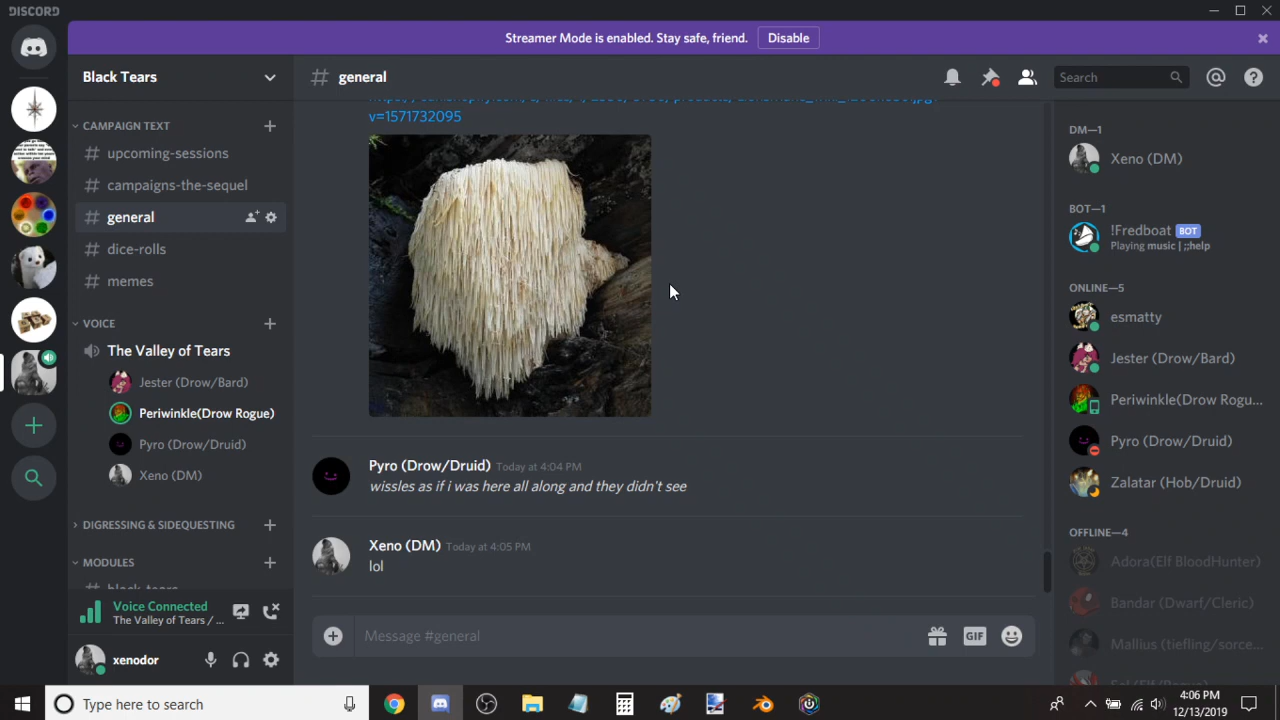 DISCORD
Streamer Mode is enabled. Stay safe, friend.
Disable
Black Tears
general
Search
CAMPAIGN TEXT
upcoming-sessions
campaigns-the-sequel
general
dice-rolls
memes
VOICE
The Valley of Tears
Jester (Drow/Bard)
Periwinkle(Drow Rogue)
Pyro (Drow/Druid)
Xeno (DM)
DIGRESSING & SIDEQUESTING
MODULES
black-tears
Voice Connected
The Valley of Tears / ...
xenodor
v=1571732095
Pyro (Drow/Druid) Today at 4:04 PM
wissles as if i was here all along and they didn't see
Xeno (DM) Today at 4:05 PM
lol
Message #general
GIF
DM—1
Xeno (DM)
BOT—1
!Fredboat BOT
Playing music | ;;help
ONLINE—5
esmatty
Jester (Drow/Bard)
Periwinkle(Drow Rogu...
Pyro (Drow/Druid)
Zalatar (Hob/Druid)
OFFLINE—4
Adora(Elf BloodHunter)
Bandar (Dwarf/Cleric)
Mallius (tiefling/sorce...
Type here to search
4:06 PM
12/13/2019